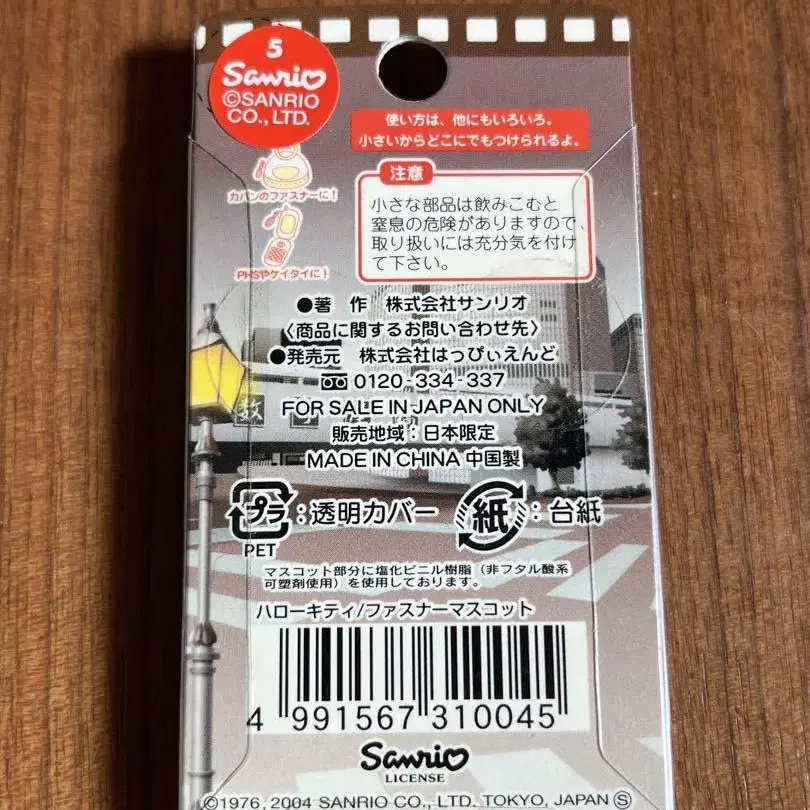 5
Sanrio
©SANRIO
CO., LTD.
使い方は、他にもいろいろ。
小さいからどこにでもつけられるよ。
カバンのファスナーに!
PHSやケイタイに!
注意
小さな部品は飲みこむと
窒息の危険がありますので、
取り扱いには充分気を付け
て下さい。
●著 作 株式会社サンリオ
〈商品に関するお問い合わせ先〉
●発売元 株式会社はっぴぃえんど
0120-334-337
FOR SALE IN JAPAN ONLY
販売地域:日本限定
MADE IN CHINA 中国製
プラ:透明カバー
PET
紙:台紙
マスコット部分に塩化ビニル樹脂(非フタル酸系
可塑剤使用)を使用しております。
ハローキティ/ファスナーマスコット
4 991567 310045
Sanrio
LICENSE
©1976, 2004 SANRIO CO., LTD. TOKYO, JAPAN Ⓢ